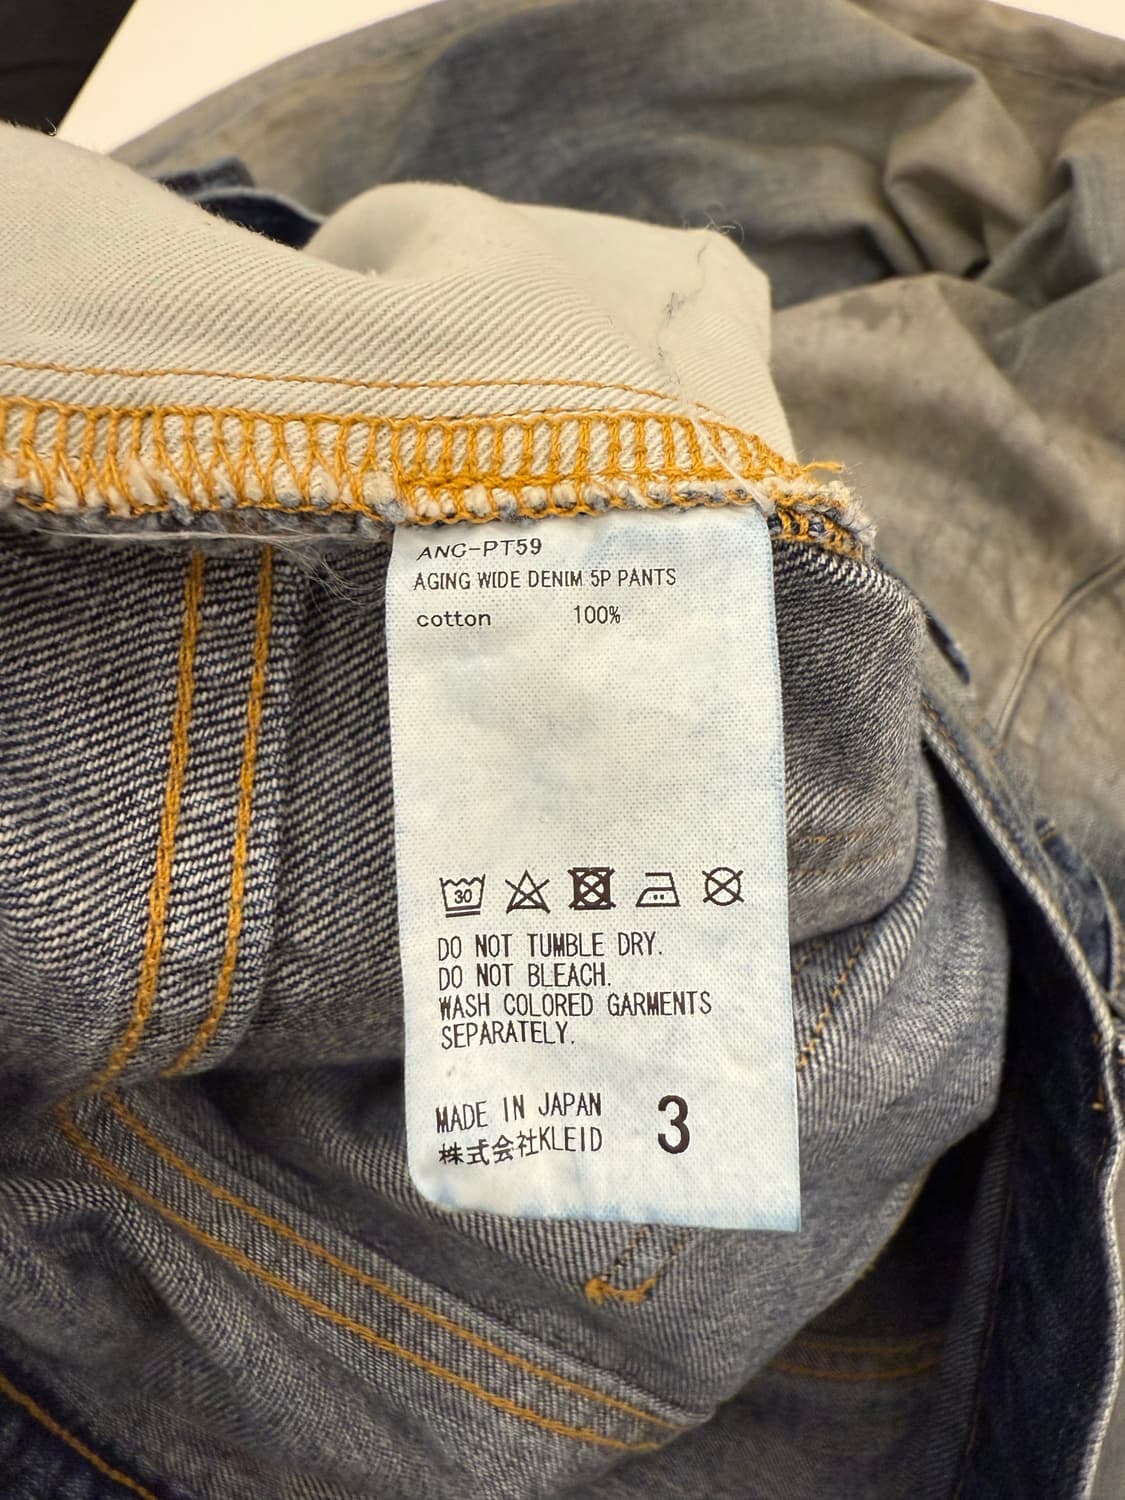 ANC-PT59
AGING WIDE DENIM 5P PANTS
cotton 100%
30
DO NOT TUMBLE DRY.
DO NOT BLEACH.
WASH COLORED GARMENTS
SEPARATELY.
MADE IN JAPAN 3
株式会社KLEID